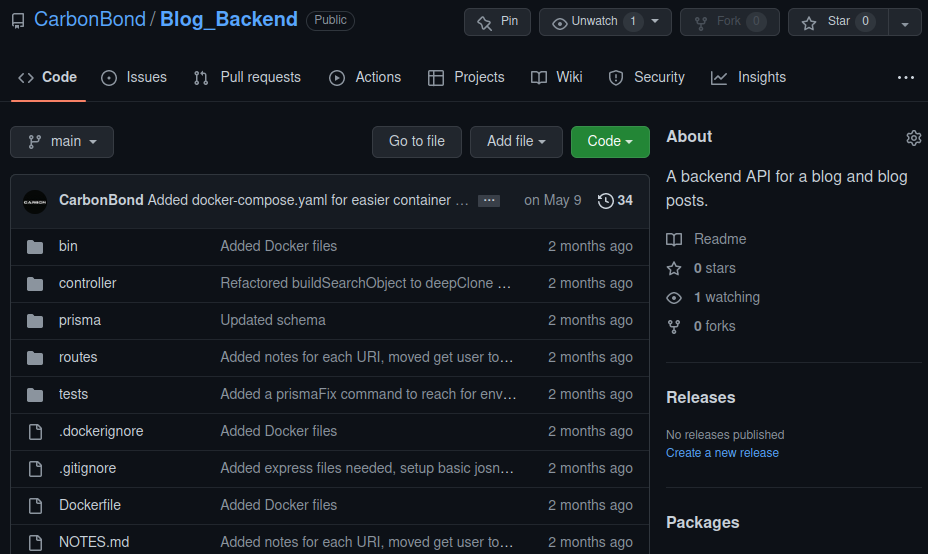 CarbonBond / Blog_Backend Public Pin Unwatch 1 Fork 0 Star 0
Code Issues Pull requests Actions Projects Wiki Security Insights ...
main Go to file Add file Code
CarbonBond Added docker-compose.yaml for easier container ... ... on May 9 34
bin Added Docker files 2 months ago
controller Refactored buildSearchObject to deepClone ... 2 months ago
prisma Updated schema 2 months ago
routes Added notes for each URI, moved get user to... 2 months ago
tests Added a prismaFix command to reach for env... 2 months ago
.dockerignore Added Docker files 2 months ago
.gitignore Added express files needed, setup basic josn... 2 months ago
Dockerfile Added Docker files 2 months ago
NOTES.md Added notes for each URI, moved get user to... 2 months ago
About
A backend API for a blog and blog
posts.
Readme
0 stars
1 watching
0 forks
Releases
No releases published
Create a new release
Packages